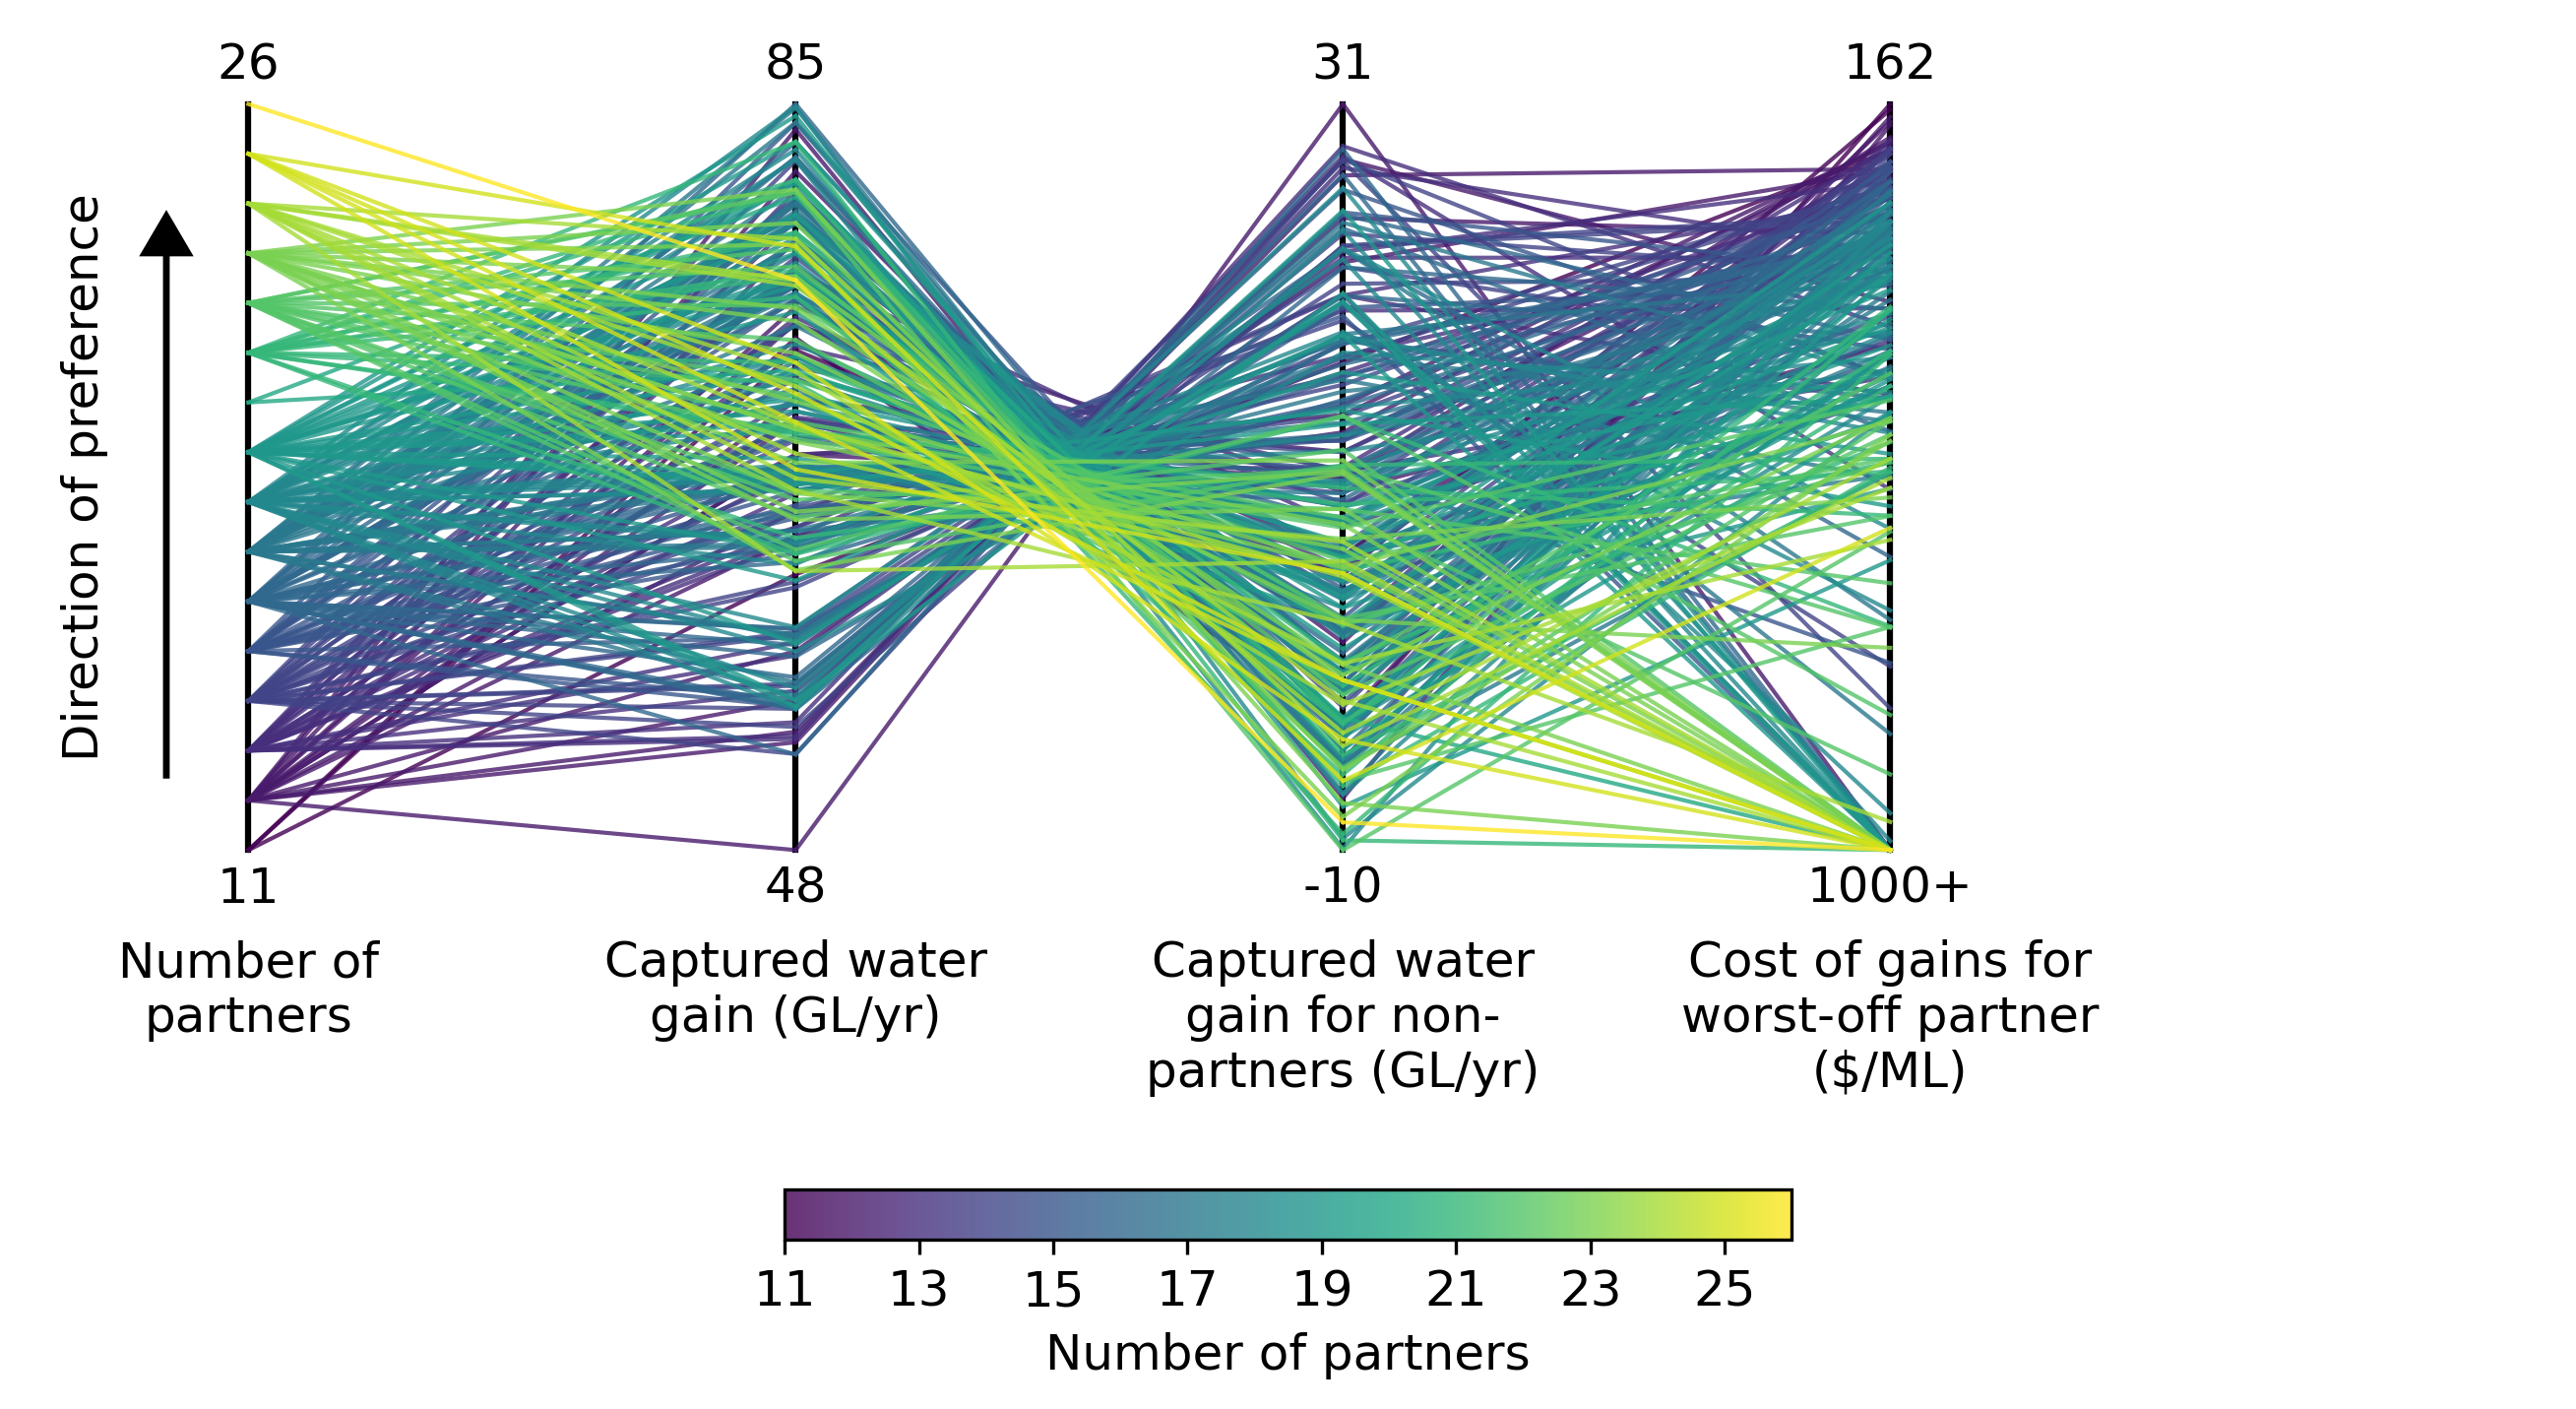 26
85
31
162
Direction of preference
11
48
-10
1000+
Number of
partners
Captured water
gain (GL/yr)
Captured water
gain for non-
partners (GL/yr)
Cost of gains for
worst-off partner
($/ML)
11
13
15
17
19
21
23
25
Number of partners